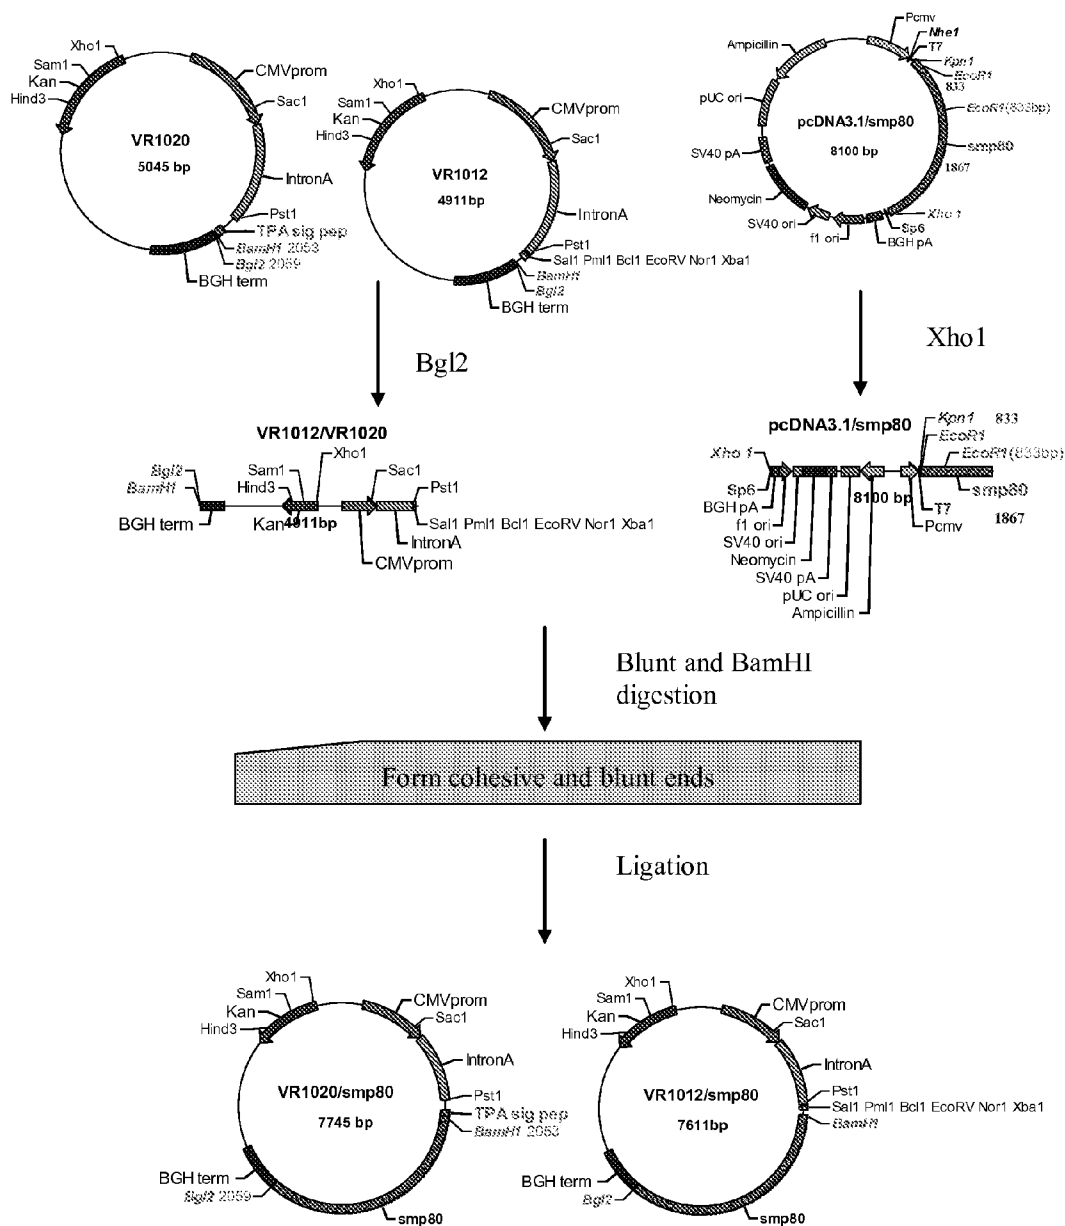 Xho1
Sam1
Kan
Hind3
CMVprom
Sac1
VR1020
5045 bp
IntronA
Pst1
TPA sig pep
BamH1 2053
Bgl2 2059
BGH term
Xho1
Sam1
Kan
Hind3
CMVprom
Sac1
VR1012
4911bp
IntronA
Pst1
Sal1 Pml1 Bcl1 EcoRV Nor1 Xba1
BamH1
Bgl2
BGH term
Pcmv
Nhe1
T7
Kpn1
EcoR1
833
Ampicillin
pUC ori
EcoR1(833bp)
pcDNA3.1/smp80
8100 bp
smp80
1867
SV40 pA
Neomycin
Xho 1
Sp6
SV40 ori
BGH pA
f1 ori
Bgl2
Xho1
VR1012/VR1020
Xho1
Bgl2
Sam1
Sac1
BamH1
Hind3
Pst1
BGH term
Kan
4911bp
Sal1 Pml1 Bcl1 EcoRV Nor1 Xba1
IntronA
CMVprom
pcDNA3.1/smp80
Kpn1 833
EcoR1
Xho 1
EcoR1(833bp)
Sp6
8100 bp
smp80
BGH pA
T7
1867
f1 ori
Pcmv
SV40 ori
Neomycin
SV40 pA
pUC ori
Ampicillin
Blunt and BamHI
digestion
Form cohesive and blunt ends
Ligation
Xho1
Sam1
Kan
Hind3
CMVprom
Sac1
IntronA
VR1020/smp80
7745 bp
Pst1
TPA sig pep
BamH1 2053
BGH term
Bgl2 2059
smp80
Xho1
Sam1
Kan
Hind3
CMVprom
Sac1
IntronA
VR1012/smp80
7611bp
Pst1
Sal1 Pml1 Bcl1 EcoRV Nor1 Xba1
BamH1
BGH term
Bgl2
smp80